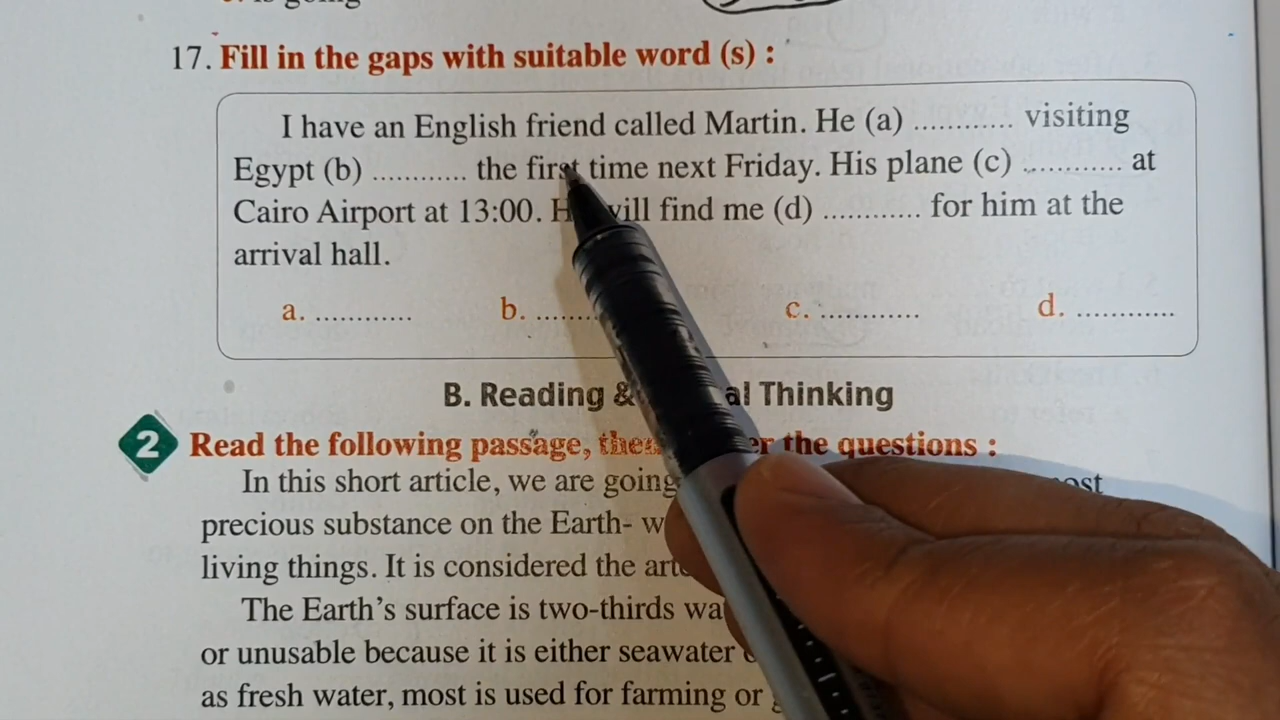 is going
17. Fill in the gaps with suitable word (s) :
I have an English friend called Martin. He (a) ............ visiting
Egypt (b) ............ the first time next Friday. His plane (c) ............ at
Cairo Airport at 13:00. will find me (d) ............ for him at the
arrival hall.
a. ............ b. ........ c. ............ d. ............
B. Reading & Thinking
2 Read the following passage, the questions :
In this short article, we are going
precious substance on the Earth-
living things. It is considered the
The Earth's surface is two-thirds
or unusable because it is either seawater
as fresh water, most is used for farming or